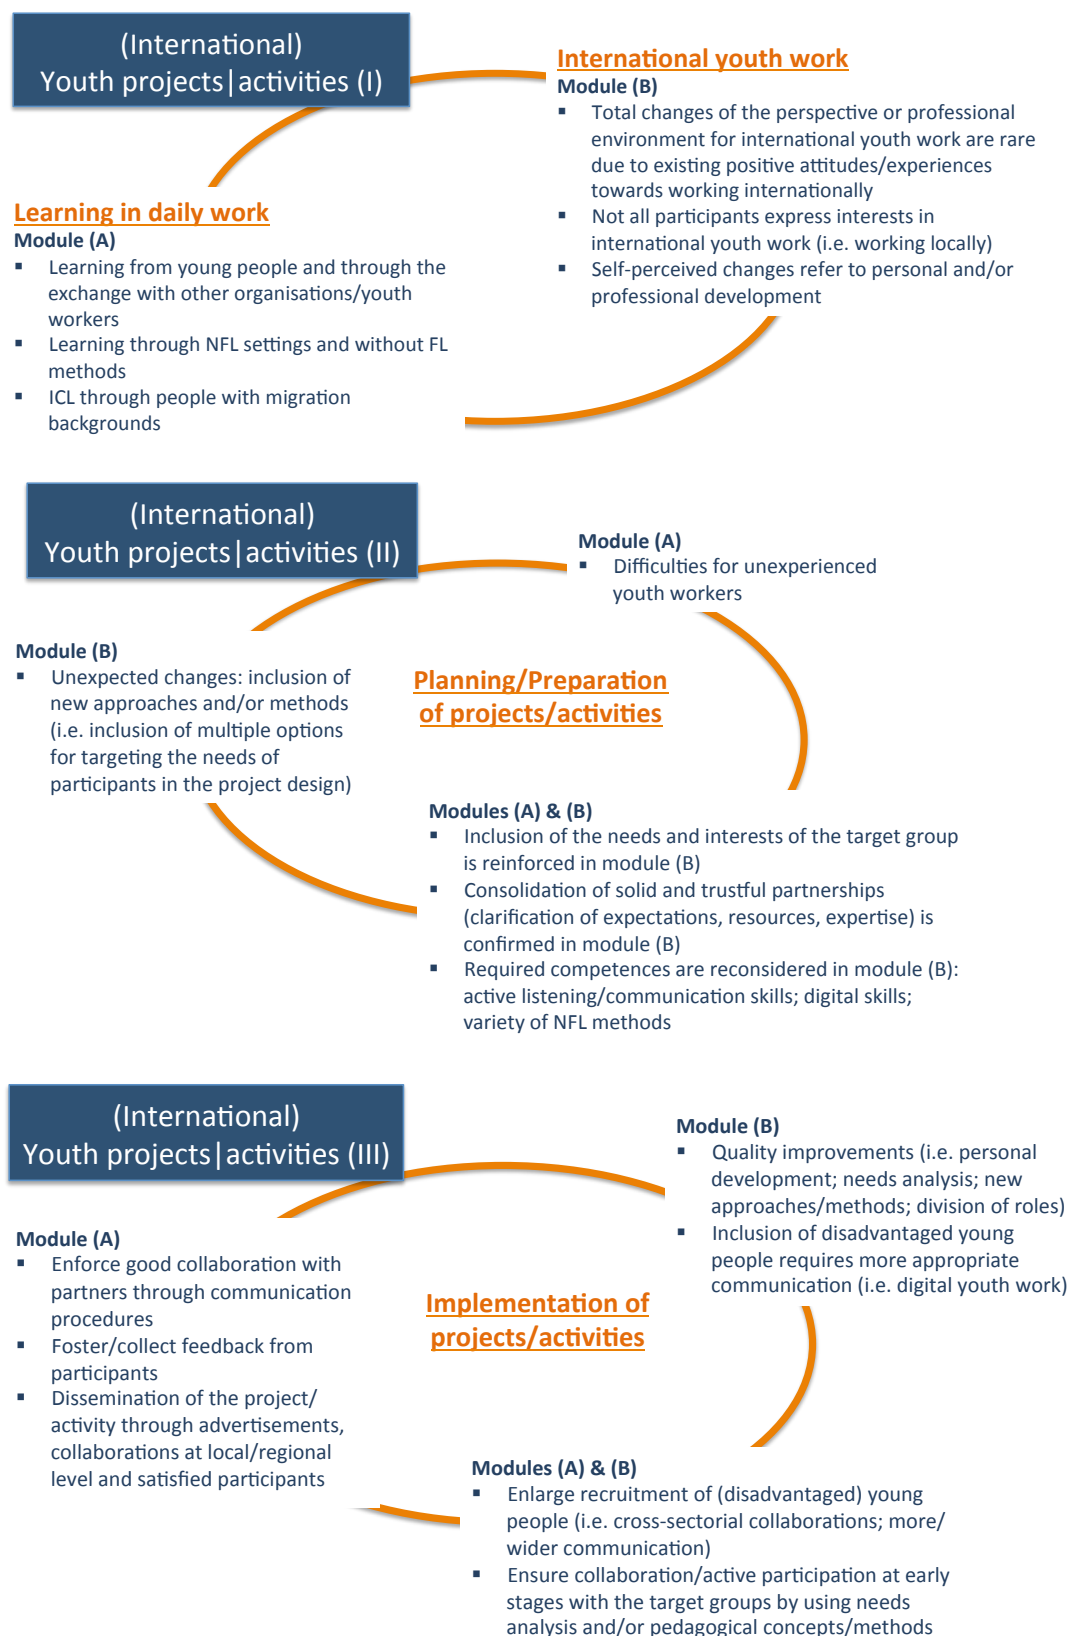 (International)
Youth projects|activities (I)
International youth work
Module (B)
▪ Total changes of the perspective or professional
environment for international youth work are rare
due to existing positive attitudes/experiences
towards working internationally
▪ Not all participants express interests in
international youth work (i.e. working locally)
▪ Self-perceived changes refer to personal and/or
professional development
Learning in daily work
Module (A)
▪ Learning from young people and through the
exchange with other organisations/youth
workers
▪ Learning through NFL settings and without FL
methods
▪ ICL through people with migration
backgrounds
(International)
Youth projects|activities (II)
Module (A)
▪ Difficulties for unexperienced
youth workers
Module (B)
▪ Unexpected changes: inclusion of
new approaches and/or methods
(i.e. inclusion of multiple options
for targeting the needs of
participants in the project design)
Planning/Preparation
of projects/activities
Modules (A) & (B)
▪ Inclusion of the needs and interests of the target group
is reinforced in module (B)
▪ Consolidation of solid and trustful partnerships
(clarification of expectations, resources, expertise) is
confirmed in module (B)
▪ Required competences are reconsidered in module (B):
active listening/communication skills; digital skills;
variety of NFL methods
(International)
Youth projects|activities (III)
Module (B)
▪ Quality improvements (i.e. personal
development; needs analysis; new
approaches/methods; division of roles)
▪ Inclusion of disadvantaged young
people requires more appropriate
communication (i.e. digital youth work)
Module (A)
▪ Enforce good collaboration with
partners through communication
procedures
▪ Foster/collect feedback from
participants
▪ Dissemination of the project/
activity through advertisements,
collaborations at local/regional
level and satisfied participants
Implementation of
projects/activities
Modules (A) & (B)
▪ Enlarge recruitment of (disadvantaged) young
people (i.e. cross-sectorial collaborations; more/
wider communication)
▪ Ensure collaboration/active participation at early
stages with the target groups by using needs
analysis and/or pedagogical concepts/methods